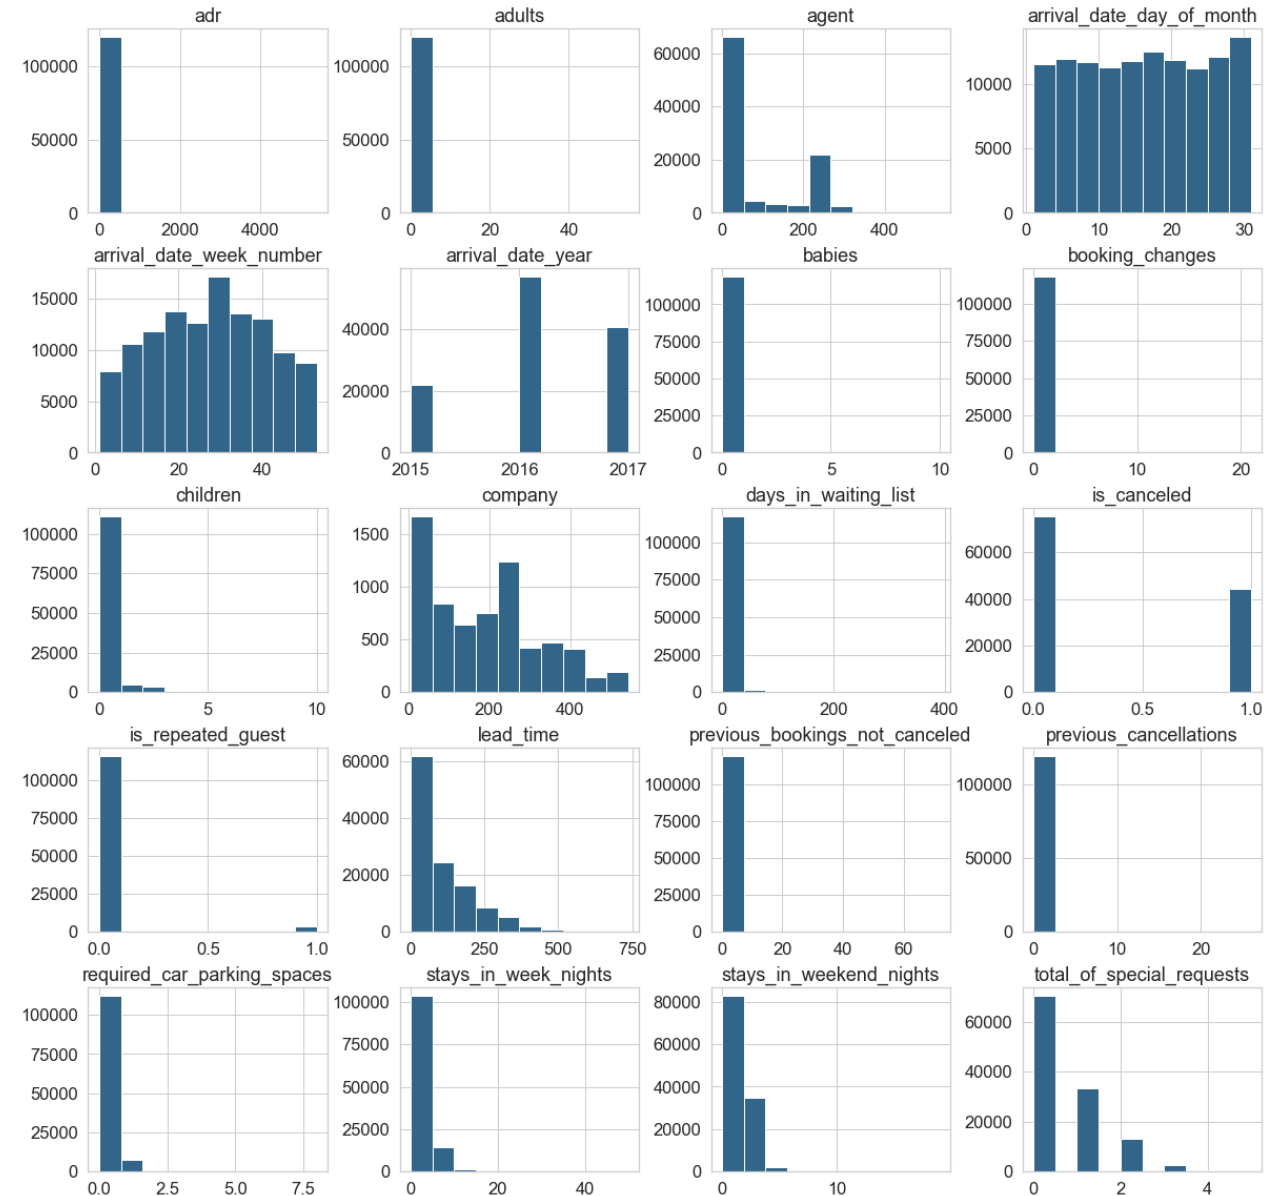 adr
adults
agent
arrival_date_day_of_month
100000
50000
0
0 2000 4000
100000
50000
0
0 20 40
60000
40000
20000
0
0 200 400
10000
5000
0
0 10 20 30
arrival_date_week_number
arrival_date_year
babies
booking_changes
15000
10000
5000
0
0 20 40
40000
20000
0
2015 2016 2017
100000
75000
50000
25000
0
0 5 10
100000
75000
50000
25000
0
0 10 20
children
company
days_in_waiting_list
is_canceled
100000
75000
50000
25000
0
0 5 10
1500
1000
500
0
0 200 400
100000
75000
50000
25000
0
0 200 400
60000
40000
20000
0
0.0 0.5 1.0
is_repeated_guest
lead_time
previous_bookings_not_canceled
previous_cancellations
100000
75000
50000
25000
0
0.0 0.5 1.0
60000
40000
20000
0
0 250 500 750
100000
75000
50000
25000
0
0 20 40 60
100000
50000
0
0 10 20
required_car_parking_spaces
stays_in_week_nights
stays_in_weekend_nights
total_of_special_requests
100000
75000
50000
25000
0
0.0 2.5 5.0 7.5
100000
75000
50000
25000
0
0 20 40
80000
60000
40000
20000
0
0 10
60000
40000
20000
0
0 2 4